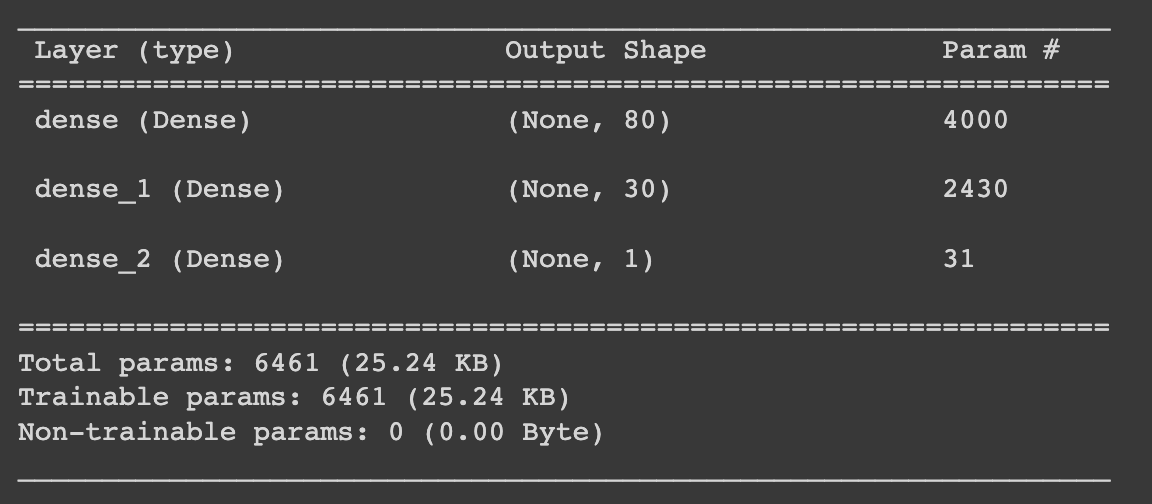 Layer (type) Output Shape Param #
=================================================================
dense (Dense) (None, 80) 4000
dense_1 (Dense) (None, 30) 2430
dense_2 (Dense) (None, 1) 31
=================================================================
Total params: 6461 (25.24 KB)
Trainable params: 6461 (25.24 KB)
Non-trainable params: 0 (0.00 Byte)